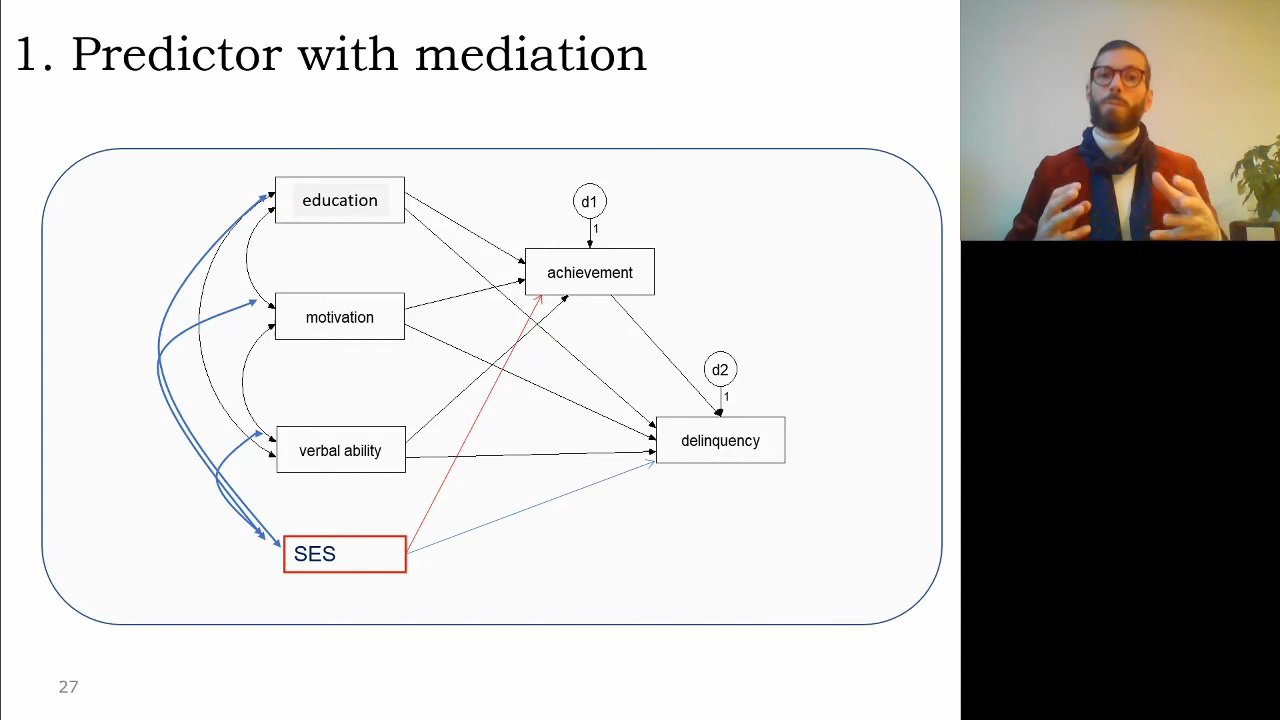 1. Predictor with mediation
education
d1
1
achievement
motivation
d2
1
delinquency
verbal ability
SES
27